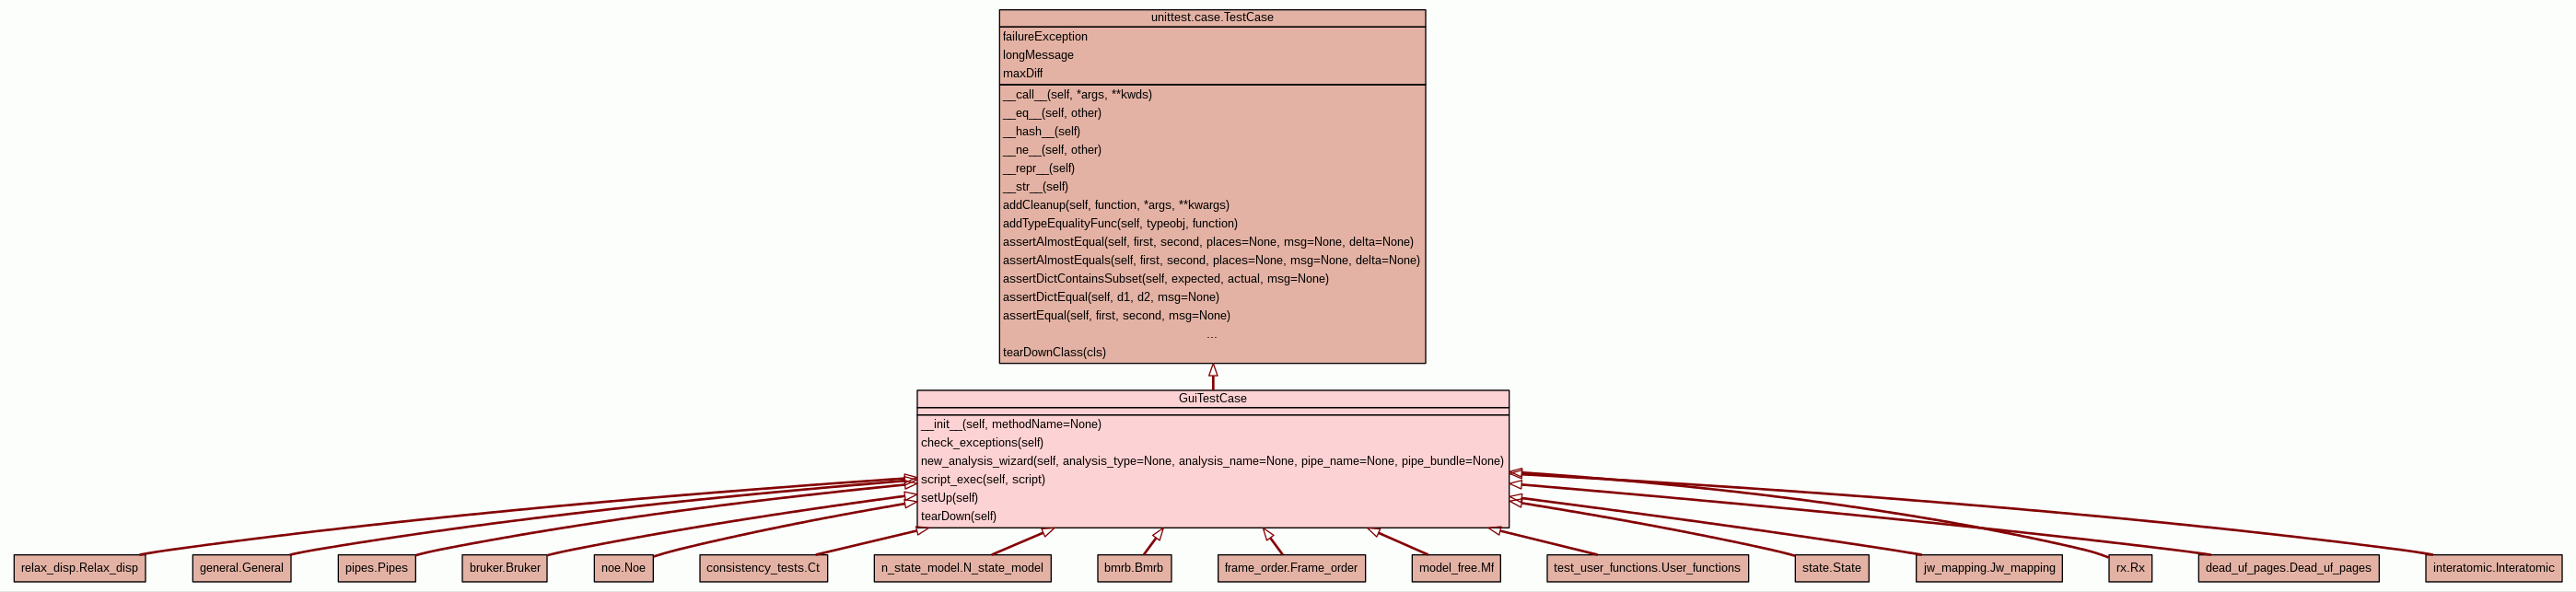 unittest.case.TestCase
failureException
longMessage
maxDiff
__call__(self, *args, **kwds)
__eq__(self, other)
__hash__(self)
__ne__(self, other)
__repr__(self)
__str__(self)
addCleanup(self, function, *args, **kwargs)
addTypeEqualityFunc(self, typeobj, function)
assertAlmostEqual(self, first, second, places=None, msg=None, delta=None)
assertAlmostEquals(self, first, second, places=None, msg=None, delta=None)
assertDictContainsSubset(self, expected, actual, msg=None)
assertDictEqual(self, d1, d2, msg=None)
assertEqual(self, first, second, msg=None)
...
tearDownClass(cls)
GuiTestCase
__init__(self, methodName=None)
check_exceptions(self)
new_analysis_wizard(self, analysis_type=None, analysis_name=None, pipe_name=None, pipe_bundle=None)
script_exec(self, script)
setUp(self)
tearDown(self)
relax_disp.Relax_disp
general.General
pipes.Pipes
bruker.Bruker
noe.Noe
consistency_tests.Ct
n_state_model.N_state_model
bmrb.Bmrb
frame_order.Frame_order
model_free.Mf
test_user_functions.User_functions
state.State
jw_mapping.Jw_mapping
rx.Rx
dead_uf_pages.Dead_uf_pages
interatomic.Interatomic